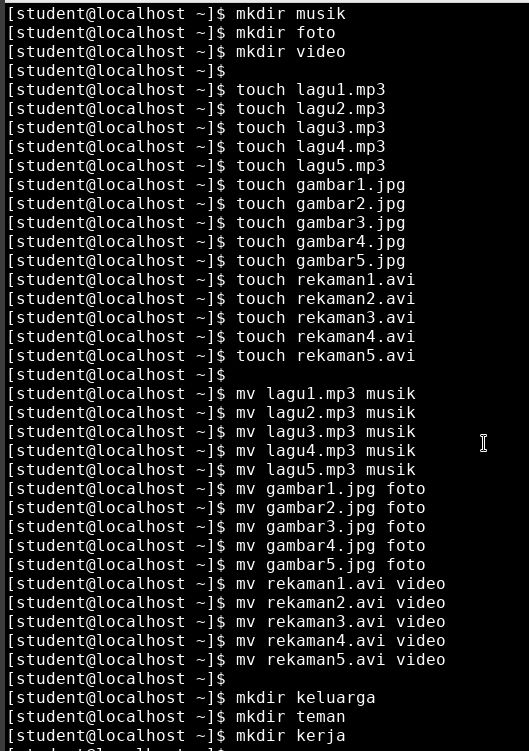 [student@localhost ~]$ mkdir musik
[student@localhost ~]$ mkdir foto
[student@localhost ~]$ mkdir video
[student@localhost ~]$
[student@localhost ~]$ touch lagu1.mp3
[student@localhost ~]$ touch lagu2.mp3
[student@localhost ~]$ touch lagu3.mp3
[student@localhost ~]$ touch lagu4.mp3
[student@localhost ~]$ touch lagu5.mp3
[student@localhost ~]$ touch gambar1.jpg
[student@localhost ~]$ touch gambar2.jpg
[student@localhost ~]$ touch gambar3.jpg
[student@localhost ~]$ touch gambar4.jpg
[student@localhost ~]$ touch gambar5.jpg
[student@localhost ~]$ touch rekaman1.avi
[student@localhost ~]$ touch rekaman2.avi
[student@localhost ~]$ touch rekaman3.avi
[student@localhost ~]$ touch rekaman4.avi
[student@localhost ~]$ touch rekaman5.avi
[student@localhost ~]$
[student@localhost ~]$ mv lagu1.mp3 musik
[student@localhost ~]$ mv lagu2.mp3 musik
[student@localhost ~]$ mv lagu3.mp3 musik
[student@localhost ~]$ mv lagu4.mp3 musik
[student@localhost ~]$ mv lagu5.mp3 musik
[student@localhost ~]$ mv gambar1.jpg foto
[student@localhost ~]$ mv gambar2.jpg foto
[student@localhost ~]$ mv gambar3.jpg foto
[student@localhost ~]$ mv gambar4.jpg foto
[student@localhost ~]$ mv gambar5.jpg foto
[student@localhost ~]$ mv rekaman1.avi video
[student@localhost ~]$ mv rekaman2.avi video
[student@localhost ~]$ mv rekaman3.avi video
[student@localhost ~]$ mv rekaman4.avi video
[student@localhost ~]$ mv rekaman5.avi video
[student@localhost ~]$
[student@localhost ~]$ mkdir keluarga
[student@localhost ~]$ mkdir teman
[student@localhost ~]$ mkdir kerja